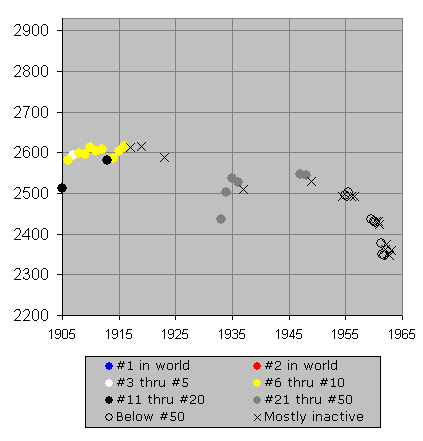 2900
2800
2700
2600
2500
2400
2300
2200
1905 1915 1925 1935 1945 1955 1965
#1 in world #2 in world
#3 thru #5 #6 thru #10
#11 thru #20 #21 thru #50
Below #50 Mostly inactive